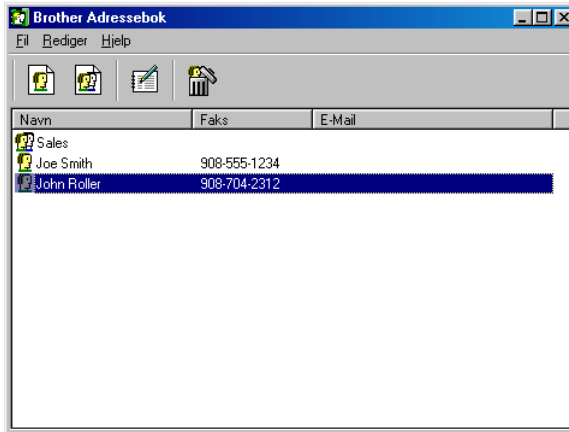 Brother Adressebok
Fil Rediger Hjelp
Navn Faks E-Mail
Sales
Joe Smith 908-555-1234
John Roller 908-704-2312